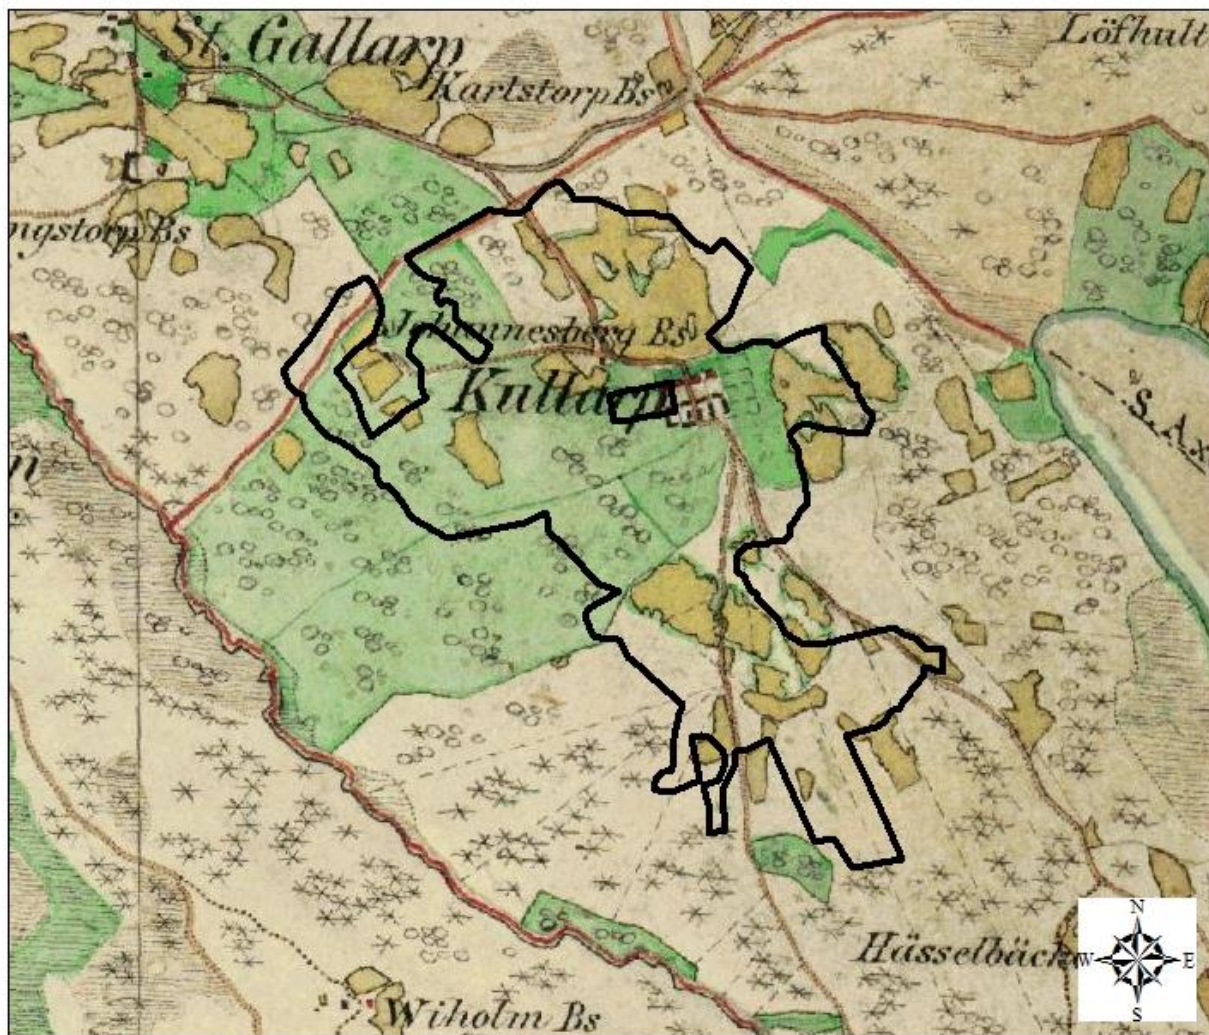 St. Gallarp
Löfhult
Kartstorp Bs
ngstorp Bs
Johannesberg Bs
Kullarp
S. Ax
n
Wiholm Bs
Hässelbäck
N
W
E
S